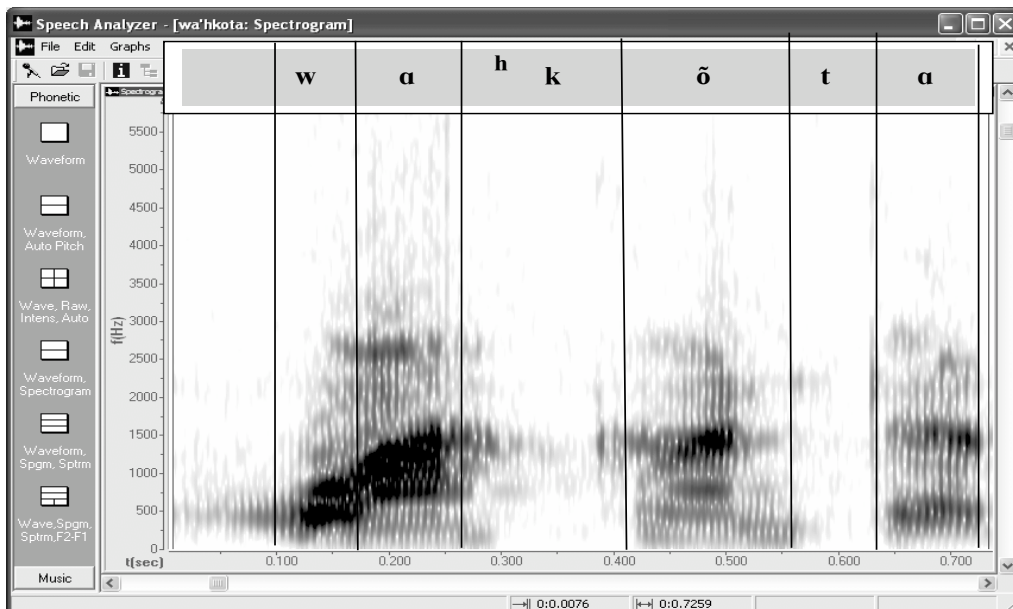 Speech Analyzer - [wa'hkota: Spectrogram]
File Edit Graphs
w ɑ ʰk õ t ɑ
Phonetic
Waveform
Waveform, Auto Pitch
Wave, Raw, Intens, Auto
Waveform, Spectrogram
Waveform, Spgm, Sptrm
Wave,Spgm, Sptrm,F2-F1
Music
f(Hz)
5500
5000
4500
4000
3500
3000
2500
2000
1500
1000
500
0
t(sec) 0.100 0.200 0.300 0.400 0.500 0.600 0.700
0:0.0076 0:0.7259